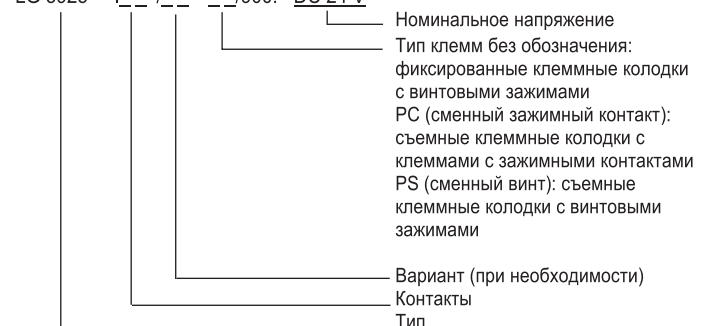 Номинальное напряжение
Тип клемм без обозначения:
фиксированные клеммные колодки
с винтовыми зажимами
PC (сменный зажимный контакт):
съемные клеммные колодки с
клеммами с зажимными контактами
PS (сменный винт): съемные
клеммные колодки с винтовыми
зажимами
Вариант (при необходимости)
Контакты
Тип